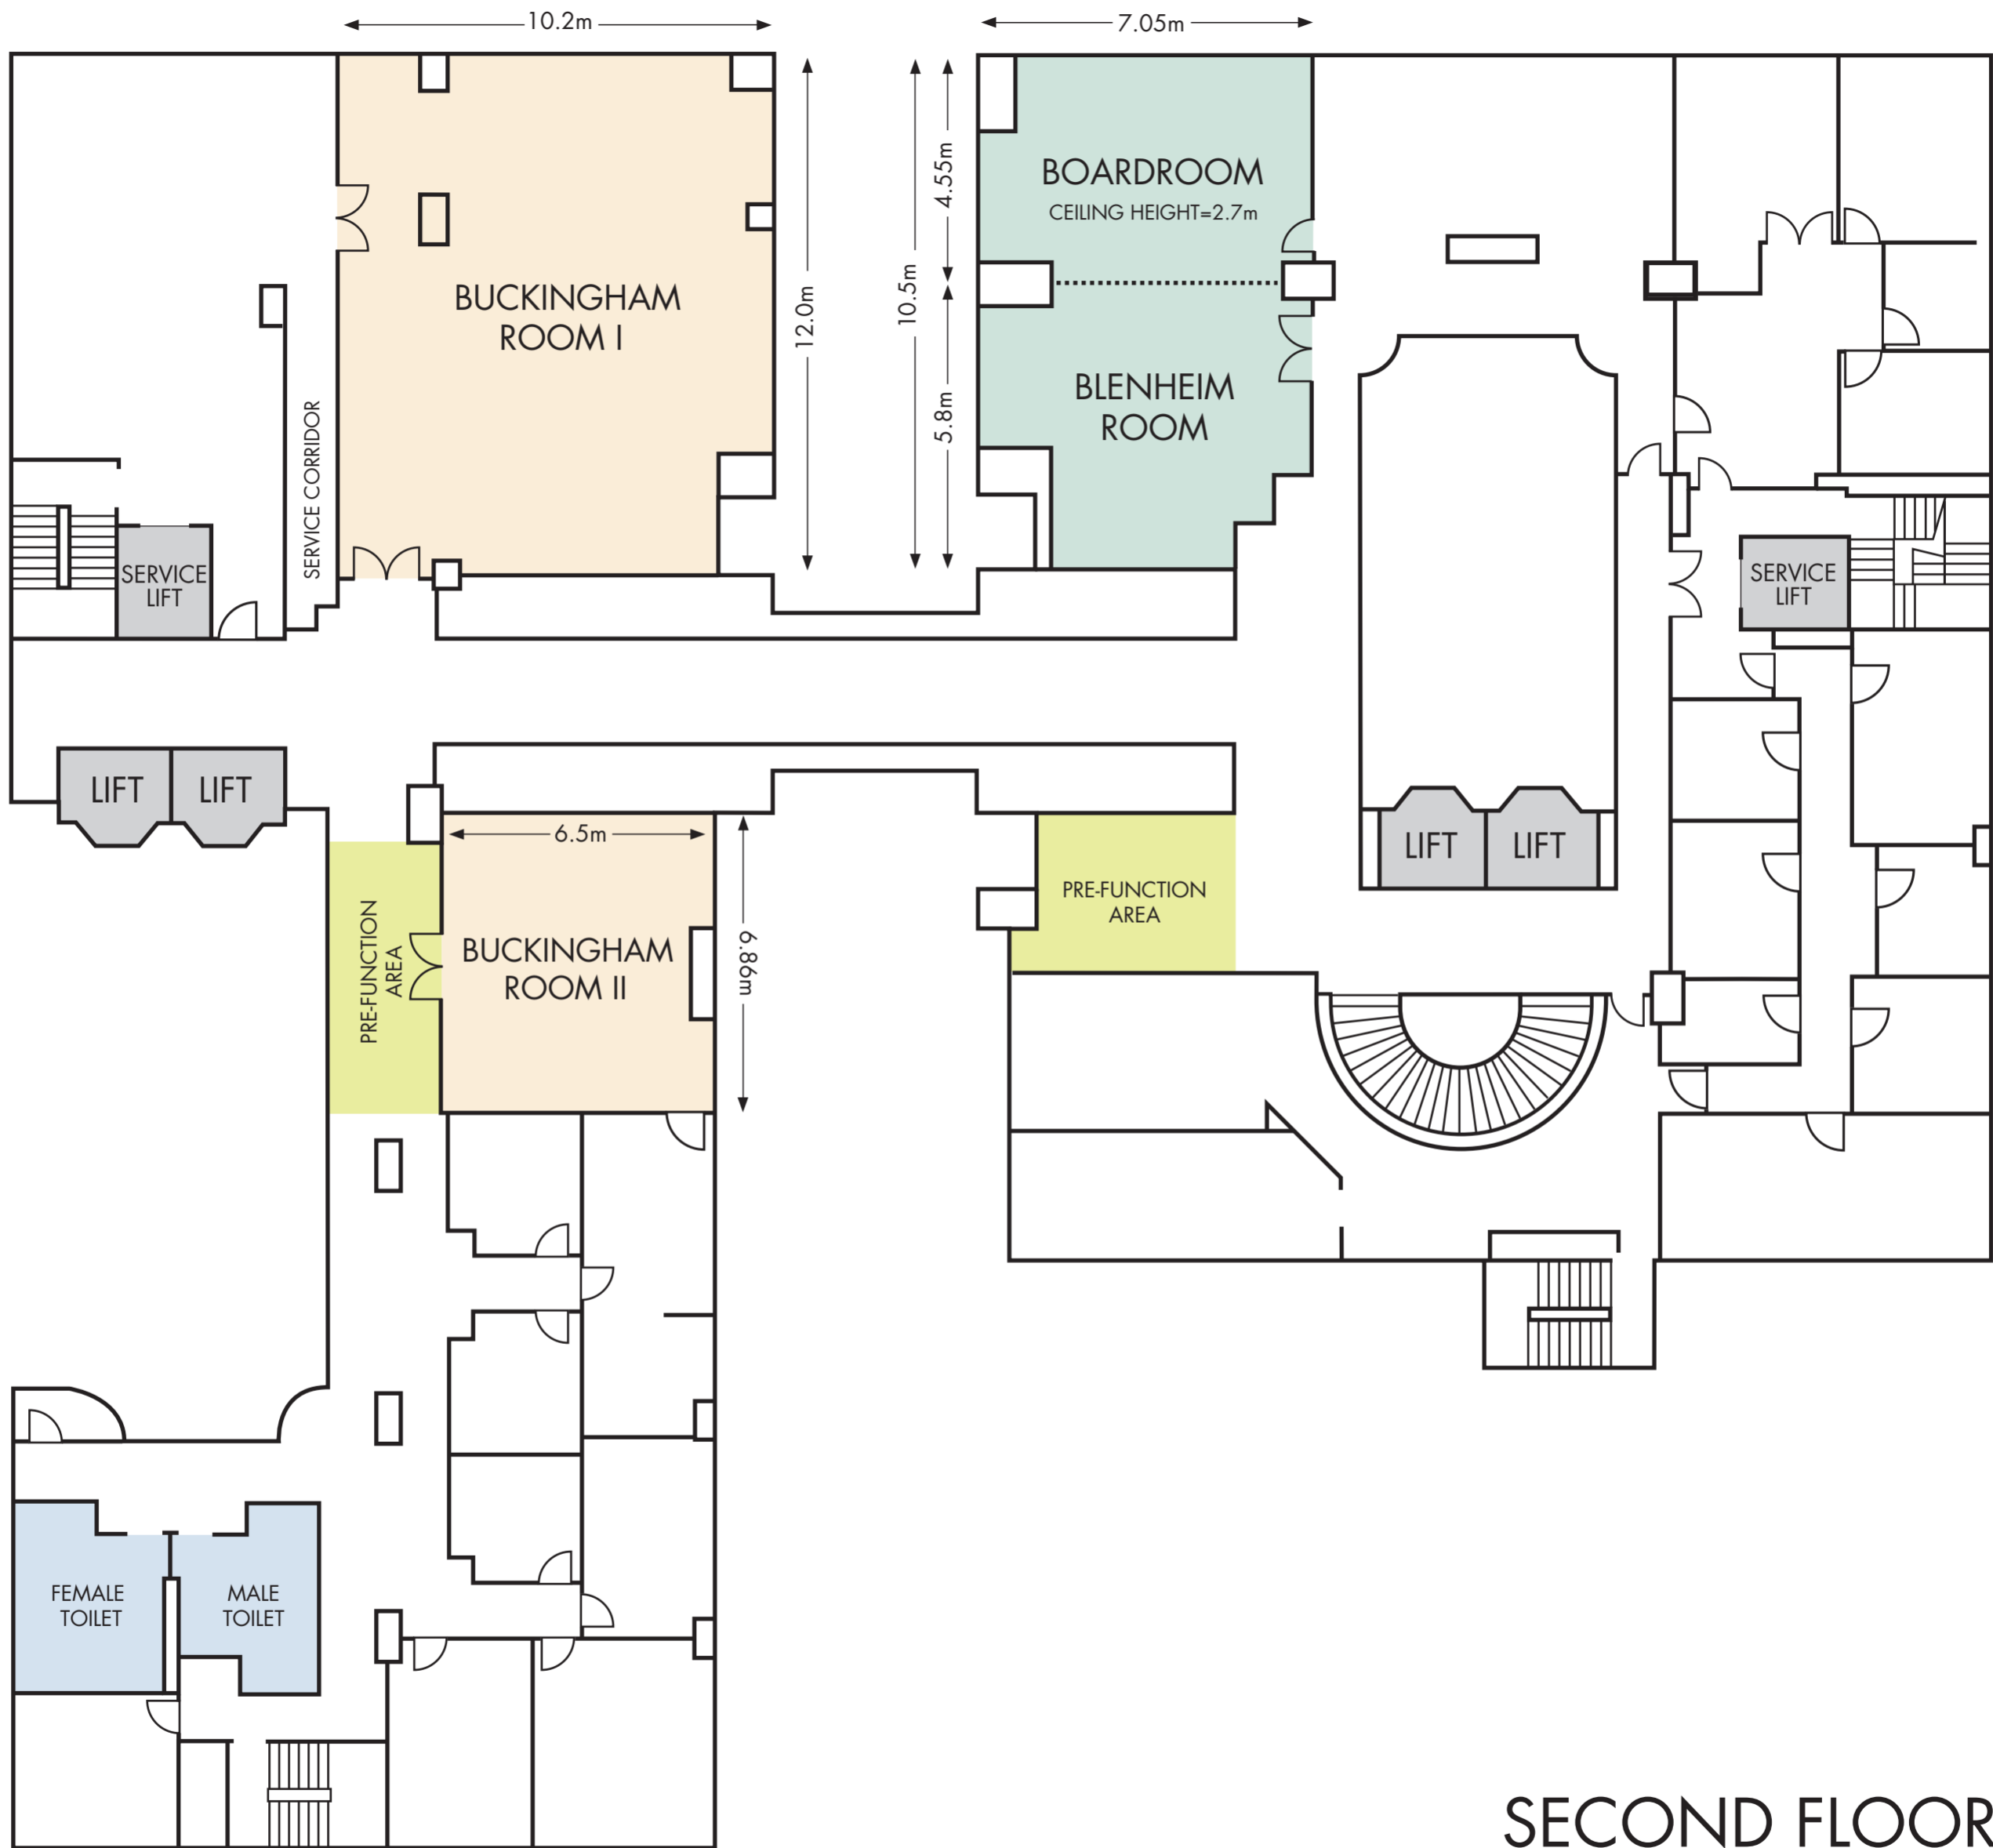 10.2m
7.05m
BOARDROOM
CEILING HEIGHT=2.7m
4.55m
10.5m
12.0m
BUCKINGHAM
ROOM I
BLENHEIM
ROOM
5.8m
SERVICE CORRIDOR
SERVICE
LIFT
SERVICE
LIFT
LIFT
LIFT
6.5m
LIFT
LIFT
PRE-FUNCTION
AREA
PRE-FUNCTION
AREA
BUCKINGHAM
ROOM II
6.86m
FEMALE
TOILET
MALE
TOILET
SECOND FLOOR